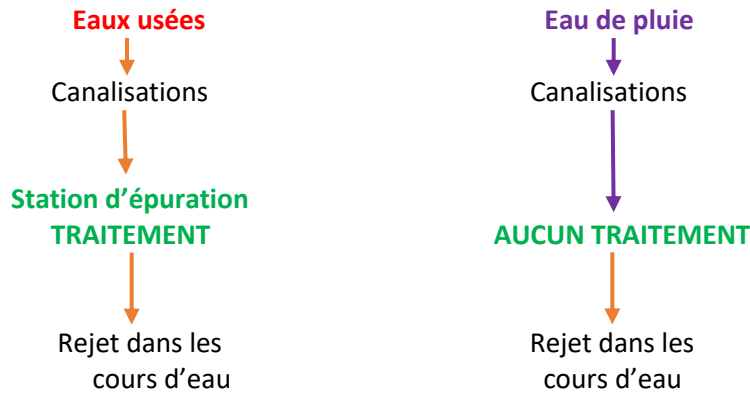 Eaux usées
Canalisations
Station d’épuration
TRAITEMENT
Rejet dans les
cours d’eau
Eau de pluie
Canalisations
AUCUN TRAITEMENT
Rejet dans les
cours d’eau